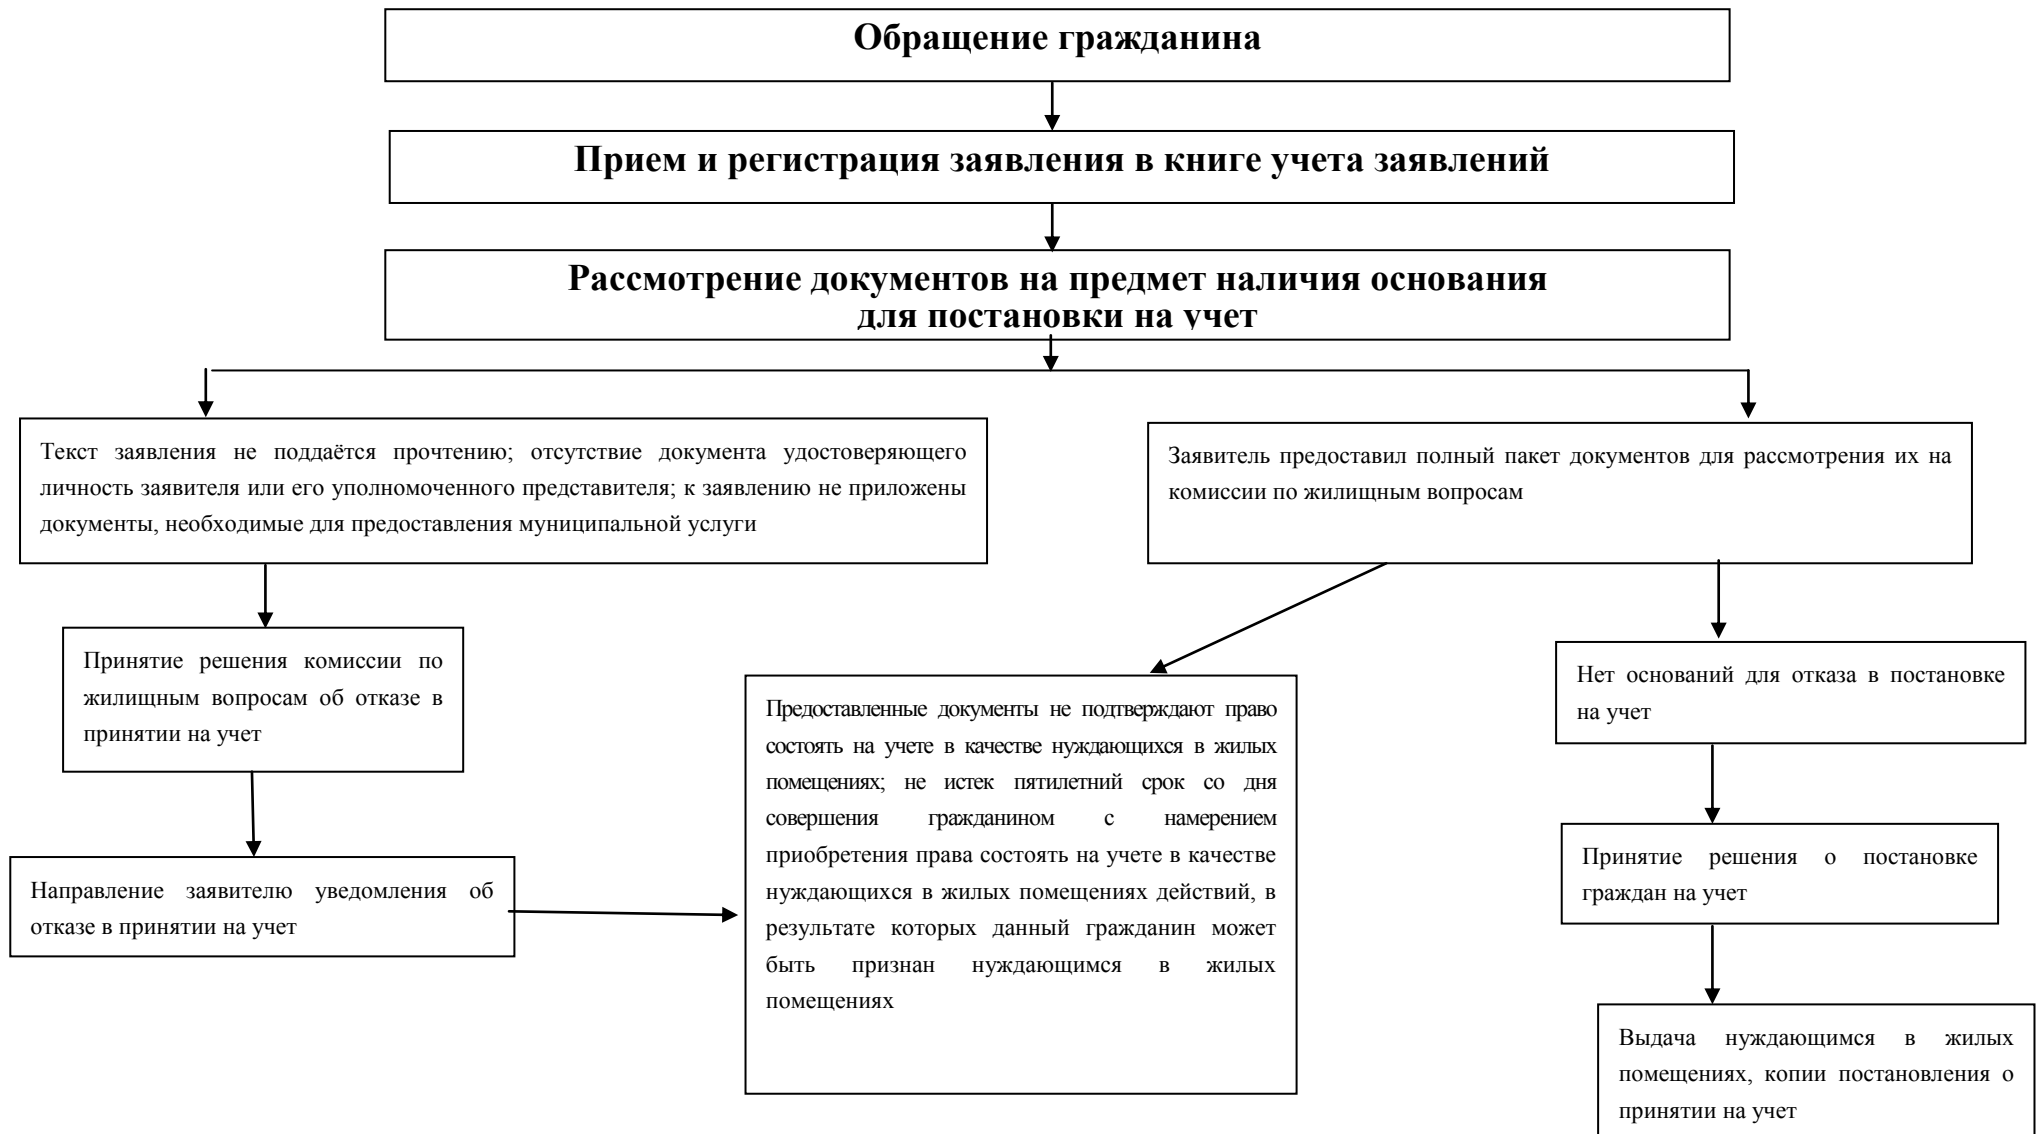 Обращение гражданина
Прием и регистрация заявления в книге учета заявлений
Рассмотрение документов на предмет наличия основания
для постановки на учет
Текст заявления не поддаётся прочтению; отсутствие документа удостоверяющего
личность заявителя или его уполномоченного представителя; к заявлению не приложены
документы, необходимые для предоставления муниципальной услуги
Заявитель предоставил полный пакет документов для рассмотрения их на
комиссии по жилищным вопросам
Принятие решения комиссии по
жилищным вопросам об отказе в
принятии на учет
Направление заявителю уведомления об
отказе в принятии на учет
Предоставленные документы не подтверждают право
состоять на учете в качестве нуждающихся в жилых
помещениях; не истек пятилетний срок со дня
совершения гражданином с намерением
приобретения права состоять на учете в качестве
нуждающихся в жилых помещениях действий, в
результате которых данный гражданин может
быть признан нуждающимся в жилых
помещениях
Нет оснований для отказа в постановке
на учет
Принятие решения о постановке
граждан на учет
Выдача нуждающимся в жилых
помещениях, копии постановления о
принятии на учет